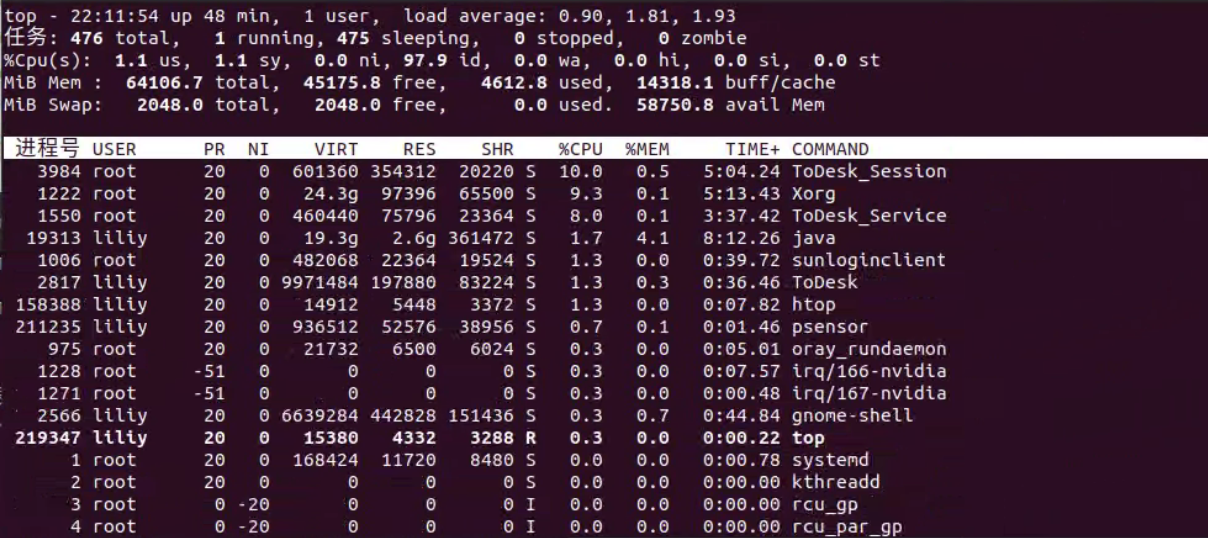 top - 22:11:54 up 48 min,  1 user,  load average: 0.90, 1.81, 1.93
任务: 476 total,   1 running, 475 sleeping,   0 stopped,   0 zombie
%Cpu(s):  1.1 us,  1.1 sy,  0.0 ni, 97.9 id,  0.0 wa,  0.0 hi,  0.0 si,  0.0 st
MiB Mem :  64106.7 total,  45175.8 free,   4612.8 used,  14318.1 buff/cache
MiB Swap:   2048.0 total,   2048.0 free,      0.0 used.  58750.8 avail Mem
进程号 USER      PR  NI    VIRT    RES    SHR    %CPU  %MEM     TIME+ COMMAND
3984 root      20   0  601360 354312  20220 S  10.0   0.5   5:04.24 ToDesk_Session
1222 root      20   0   24.3g  97396  65500 S   9.3   0.1   5:13.43 Xorg
1550 root      20   0  460440  75796  23364 S   8.0   0.1   3:37.42 ToDesk_Service
19313 liliy     20   0   19.3g   2.6g 361472 S   1.7   4.1   8:12.26 java
1006 root      20   0  482068  22364  19524 S   1.3   0.0   0:39.72 sunloginclient
2817 liliy     20   0 9971484 197880  83224 S   1.3   0.3   0:36.46 ToDesk
158388 liliy     20   0   14912   5448   3372 S   1.3   0.0   0:07.82 htop
211235 liliy     20   0  936512  52576  38956 S   0.7   0.1   0:01.46 psensor
975 root      20   0   21732   6500   6024 S   0.3   0.0   0:05.01 oray_rundaemon
1228 root     -51   0       0      0      0 S   0.3   0.0   0:07.57 irq/166-nvidia
1271 root     -51   0       0      0      0 S   0.3   0.0   0:00.48 irq/167-nvidia
2566 liliy     20   0 6639284 442828 151436 S   0.3   0.7   0:44.84 gnome-shell
219347 liliy     20   0   15380   4332   3288 R   0.3   0.0   0:00.22 top
1 root      20   0  168424  11720   8480 S   0.0   0.0   0:00.78 systemd
2 root      20   0       0      0      0 S   0.0   0.0   0:00.00 kthreadd
3 root       0 -20       0      0      0 I   0.0   0.0   0:00.00 rcu_gp
4 root       0 -20       0      0      0 I   0.0   0.0   0:00.00 rcu_par_gp